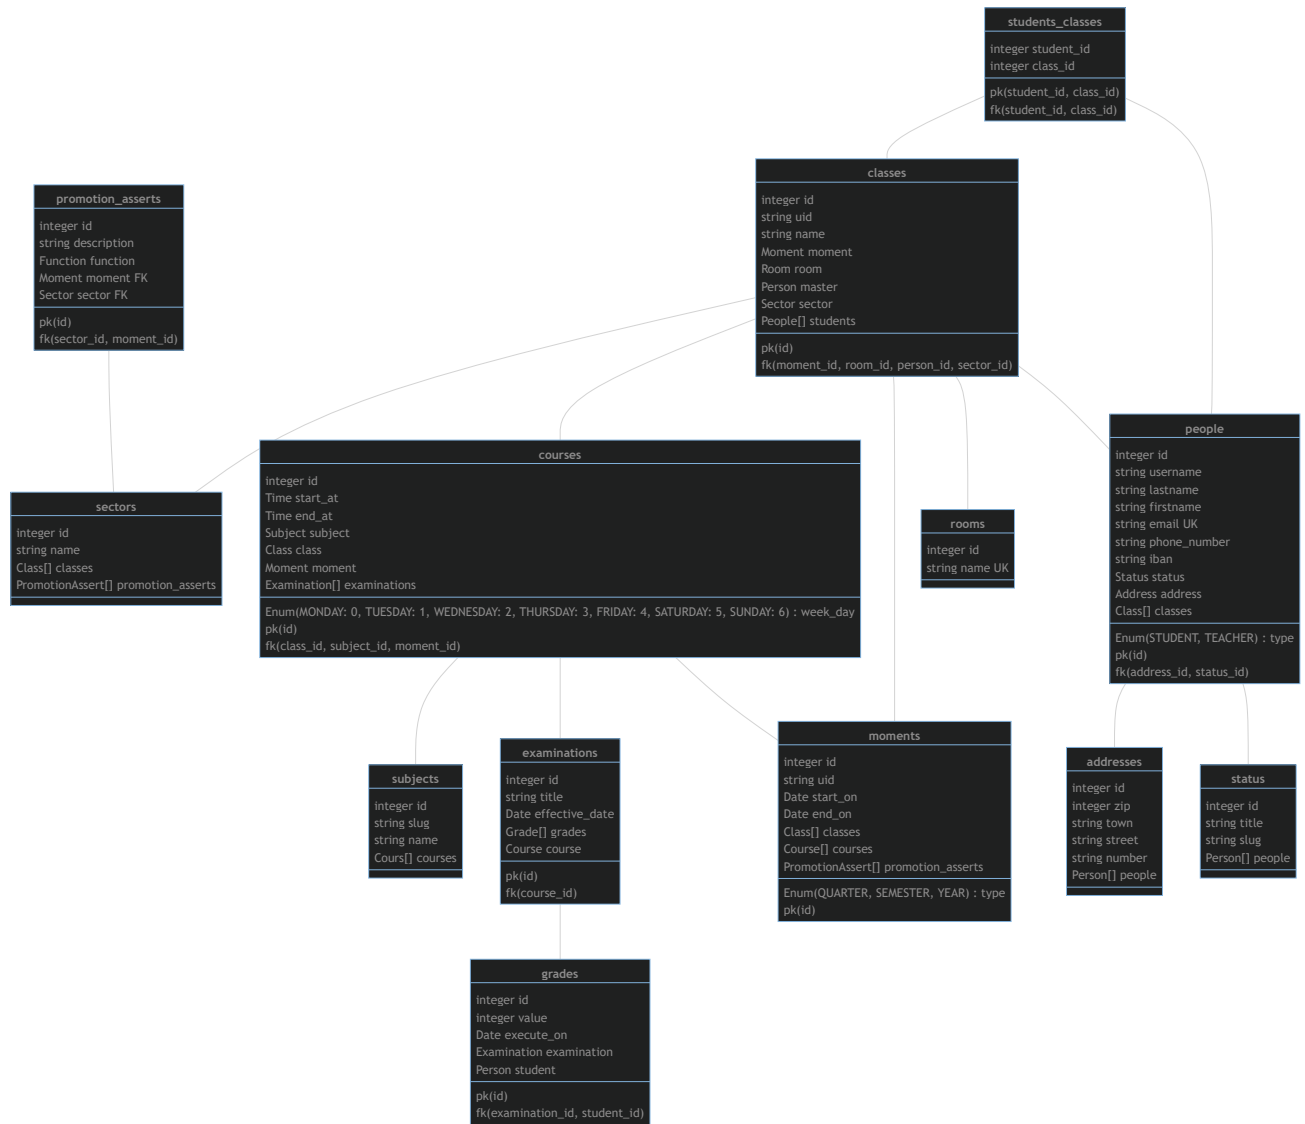 students_classes
integer student_id
integer class_id
pk(student_id, class_id)
fk(student_id, class_id)
classes
integer id
string uid
string name
Moment moment
Room room
Person master
Sector sector
People[] students
pk(id)
fk(moment_id, room_id, person_id, sector_id)
promotion_asserts
integer id
string description
Function function
Moment moment FK
Sector sector FK
pk(id)
fk(sector_id, moment_id)
people
integer id
string username
string lastname
string firstname
string email UK
string phone_number
string iban
Status status
Address address
Class[] classes
Enum(STUDENT, TEACHER) : type
pk(id)
fk(address_id, status_id)
courses
integer id
Time start_at
Time end_at
Subject subject
Class class
Moment moment
Examination[] examinations
Enum(MONDAY: 0, TUESDAY: 1, WEDNESDAY: 2, THURSDAY: 3, FRIDAY: 4, SATURDAY: 5, SUNDAY: 6) : week_day
pk(id)
fk(class_id, subject_id, moment_id)
sectors
integer id
string name
Class[] classes
PromotionAssert[] promotion_asserts
rooms
integer id
string name UK
moments
integer id
string uid
Date start_on
Date end_on
Class[] classes
Course[] courses
PromotionAssert[] promotion_asserts
Enum(QUARTER, SEMESTER, YEAR) : type
pk(id)
examinations
integer id
string title
Date effective_date
Grade[] grades
Course course
pk(id)
fk(course_id)
subjects
integer id
string slug
string name
Cours[] courses
addresses
integer id
integer zip
string town
string street
string number
Person[] people
status
integer id
string title
string slug
Person[] people
grades
integer id
integer value
Date execute_on
Examination examination
Person student
pk(id)
fk(examination_id, student_id)